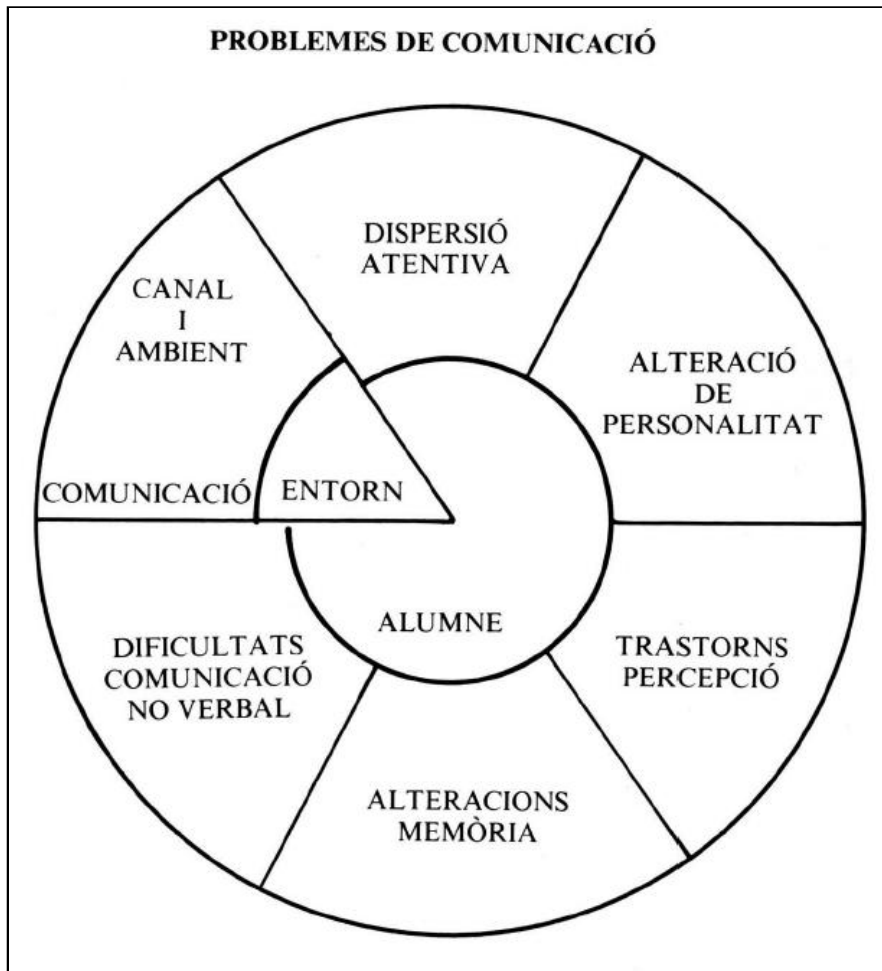 PROBLEMES DE COMUNICACIÓ
DISPERSIÓ
ATENTIVA
CANAL
I
AMBIENT
ALTERACIÓ
DE
PERSONALITAT
COMUNICACIÓ
ENTORN
ALUMNE
DIFICULTATS
COMUNICACIÓ
NO VERBAL
TRASTORNS
PERCEPCIÓ
ALTERACIONS
MEMÒRIA